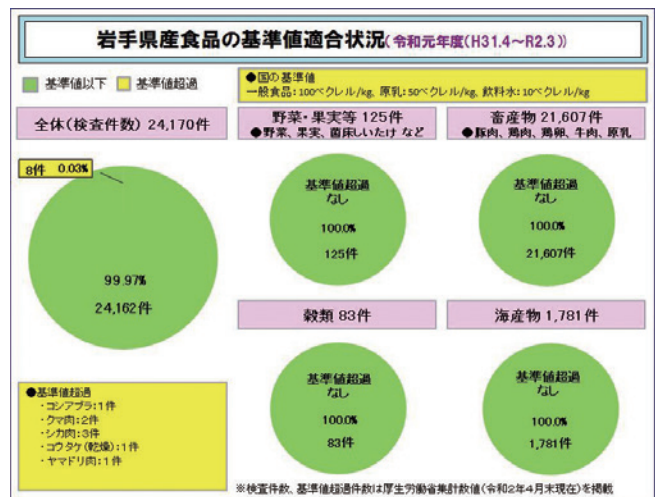 岩手県産食品の基準値適合状況(令和元年度(H31.4～R2.3))
基準値以下 基準値超過
●国の基準値
一般食品:100ベクレル/kg, 原乳:50ベクレル/kg, 飲料水:10ベクレル/kg
全体(検査件数) 24,170件
8件 0.03%
99.97%
24,162件
野菜・果実等 125件
●野菜、果実、菌床しいたけ など
基準値超過
なし
100.0%
125件
畜産物 21,607件
●豚肉、鶏肉、鶏卵、牛肉、原乳
基準値超過
なし
100.0%
21,607件
穀類 83件
基準値超過
なし
100.0%
83件
海産物 1,781件
基準値超過
なし
100.0%
1,781件
●基準値超過
・コシアブラ:1件
・クマ肉:2件
・シカ肉:3件
・コウタケ(乾燥):1件
・ヤマドリ肉:1件
※検査件数、基準値超過件数は厚生労働省集計数値(令和2年4月末現在)を掲載